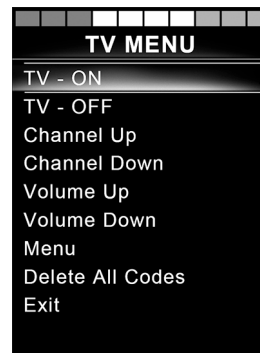 TV MENU
TV - ON
TV - OFF
Channel Up
Channel Down
Volume Up
Volume Down
Menu
Delete All Codes
Exit